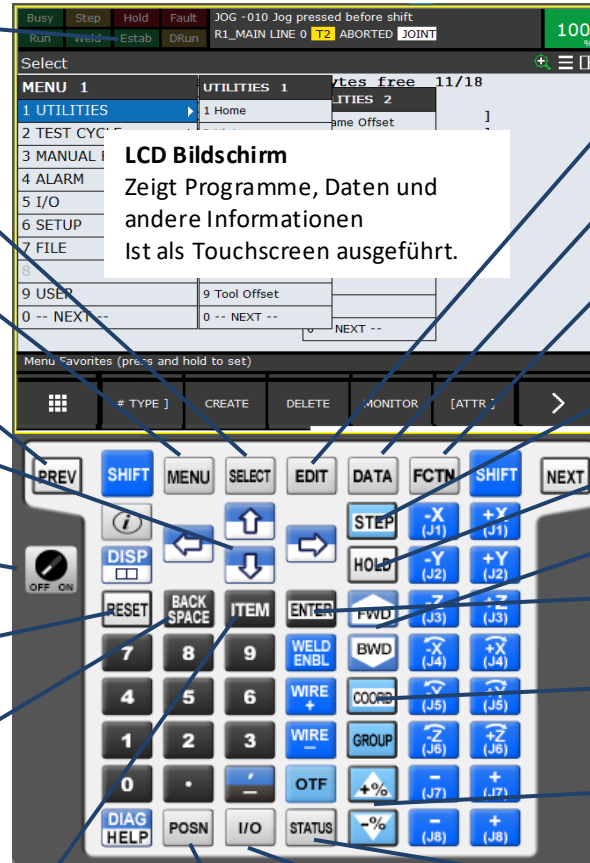 Busy Step Hold Fault JOG -010 Jog pressed before shift
Run Weld Estab DRun R1_MAIN LINE 0 T2 ABORTED JOINT
100
%
Select
bytes free 11/18
MENU 1
UTILITIES 1
LITIES 2
1 UTILITIES
1 Home
ame Offset
]
2 TEST CYCLE
3 MANUAL F
4 ALARM
5 I/O
6 SETUP
7 FILE
8
9 USER
9 Tool Offset
0 -- NEXT --
0 -- NEXT --
NEXT --
LCD Bildschirm
Zeigt Programme, Daten und
andere Informationen
Ist als Touchscreen ausgeführt.
Menu Favorites (press and hold to set)
# TYPE ] CREATE DELETE MONITOR [ATTR ] >
PREV SHIFT MENU SELECT EDIT DATA FCTN SHIFT NEXT
i STEP -X (J1) +X (J1)
DISP HOLD -Y (J2) +Y (J2)
OFF ON
RESET BACK SPACE ITEM ENTER FWD -Z (J3) +Z (J3)
7 8 9 WELD ENBL BWD -X (J4) +X (J4)
4 5 6 WIRE + COORD -Y (J5) +Y (J5)
1 2 3 WIRE – GROUP -Z (J6) +Z (J6)
0 . ′ – OTF +% – (J7) + (J7)
DIAG HELP POSN I/O STATUS -% – (J8) + (J8)